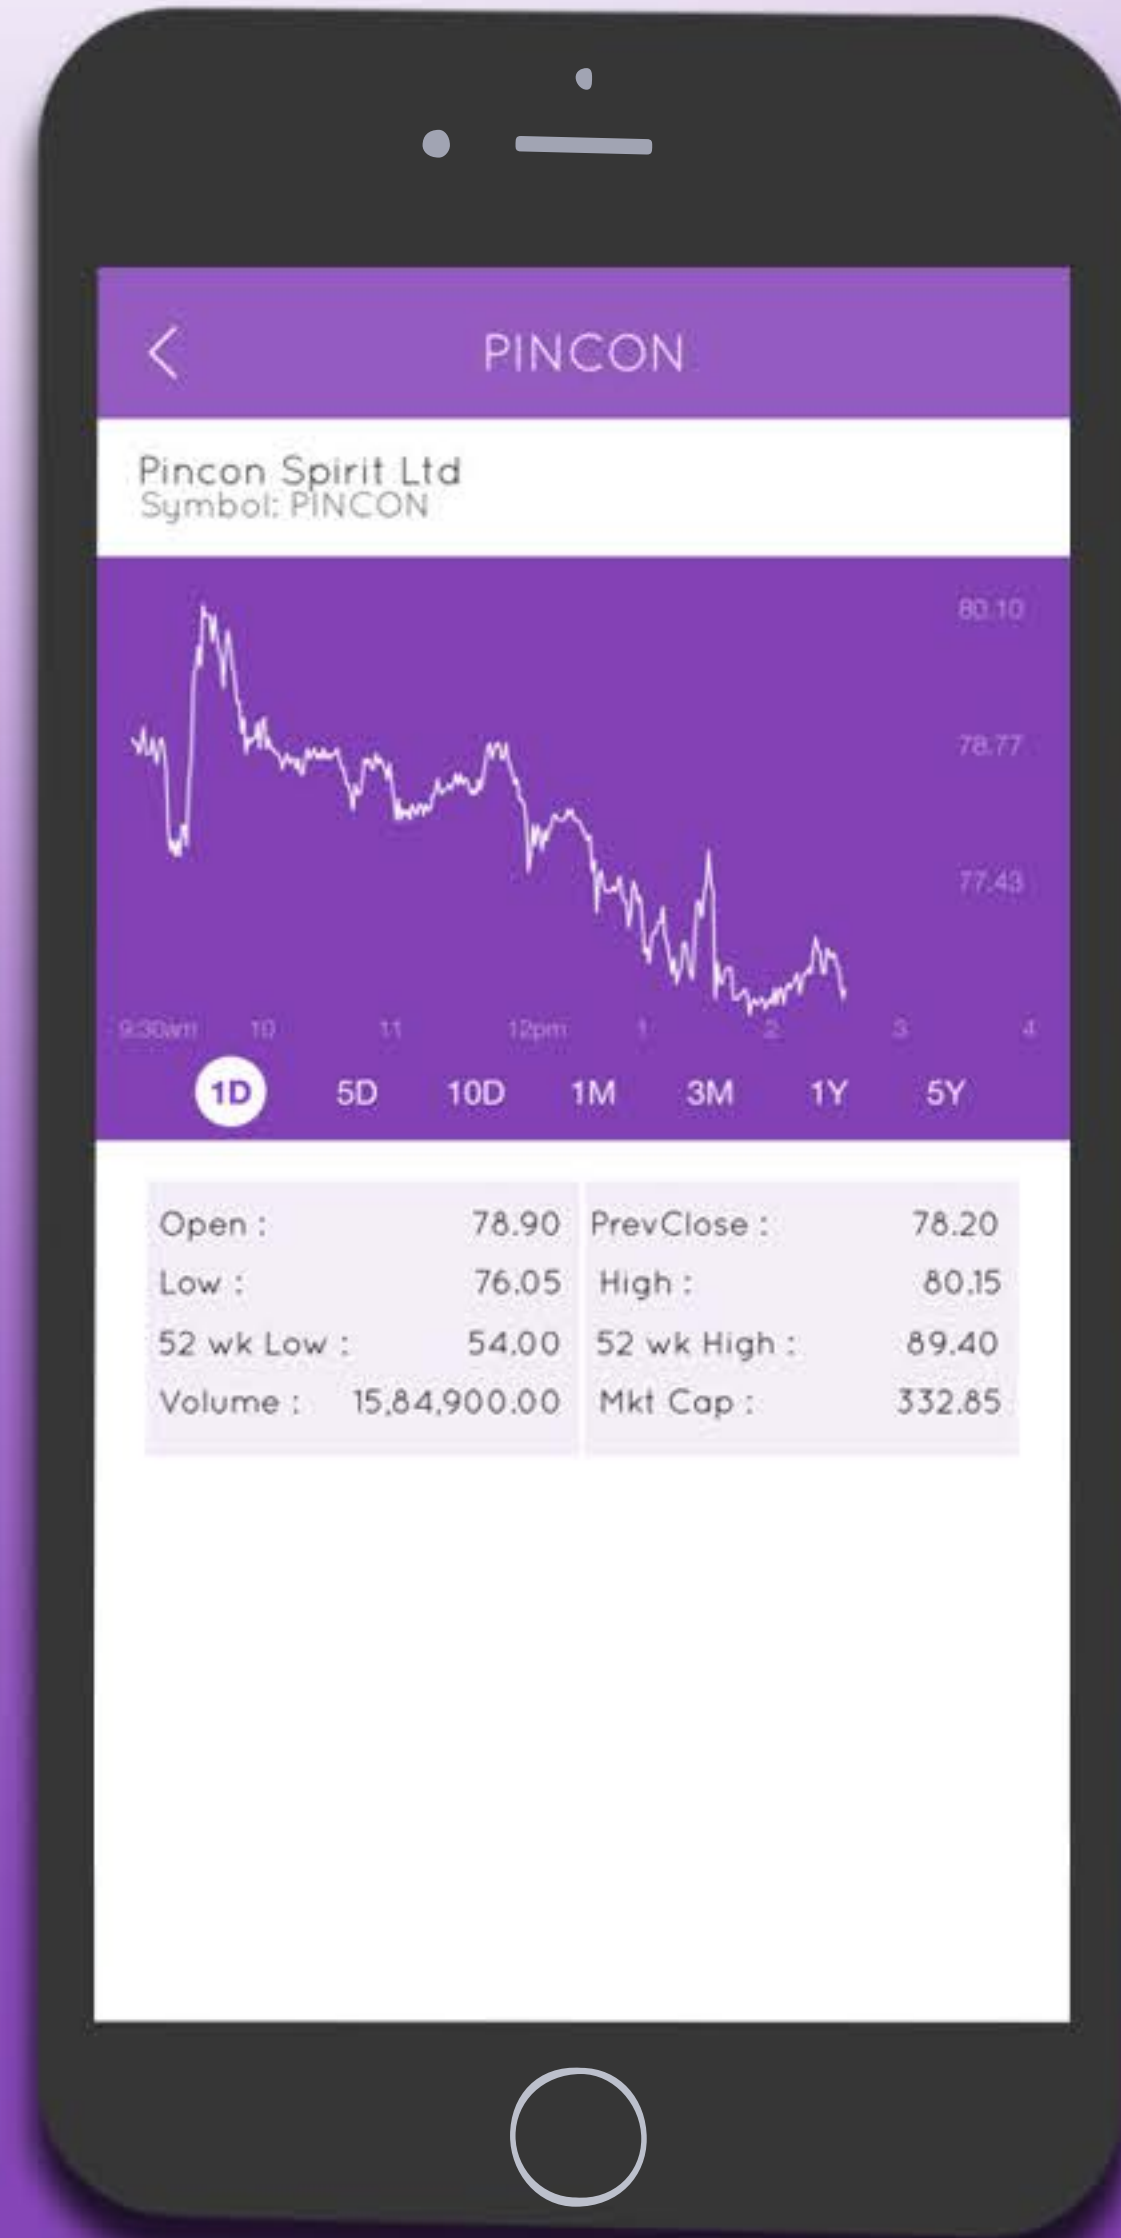 PINCON
Pincon Spirit Ltd
Symbol: PINCON
80.10
78.77
77.43
9:30am 10 11 12pm 1 2 3 4
1D 5D 10D 1M 3M 1Y 5Y
Open : 78.90 PrevClose : 78.20
Low : 76.05 High : 80.15
52 wk Low : 54.00 52 wk High : 89.40
Volume : 15,84,900.00 Mkt Cap : 332.85